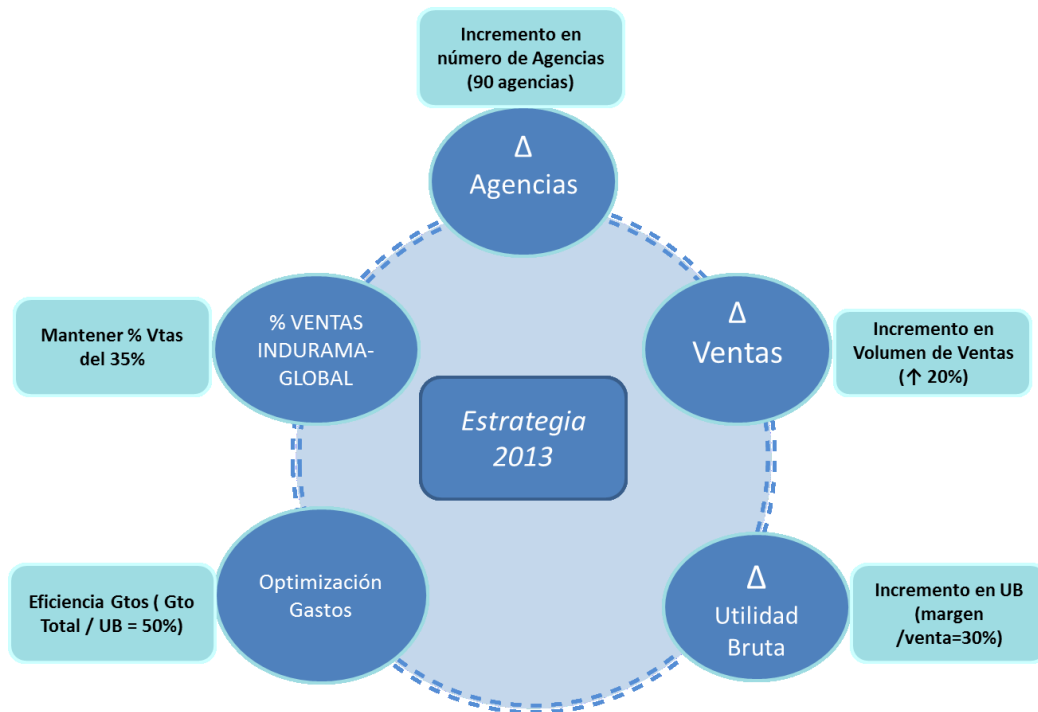 Incremento en
número de Agencias
(90 agencias)
Δ
Agencias
% VENTAS
INDURAMA-
GLOBAL
Mantener % Vtas
del 35%
Δ
Ventas
Incremento en
Volumen de Ventas
(↑ 20%)
Estrategia
2013
Optimización
Gastos
Eficiencia Gtos ( Gto
Total / UB = 50%)
Δ
Utilidad
Bruta
Incremento en UB
(margen
/venta=30%)